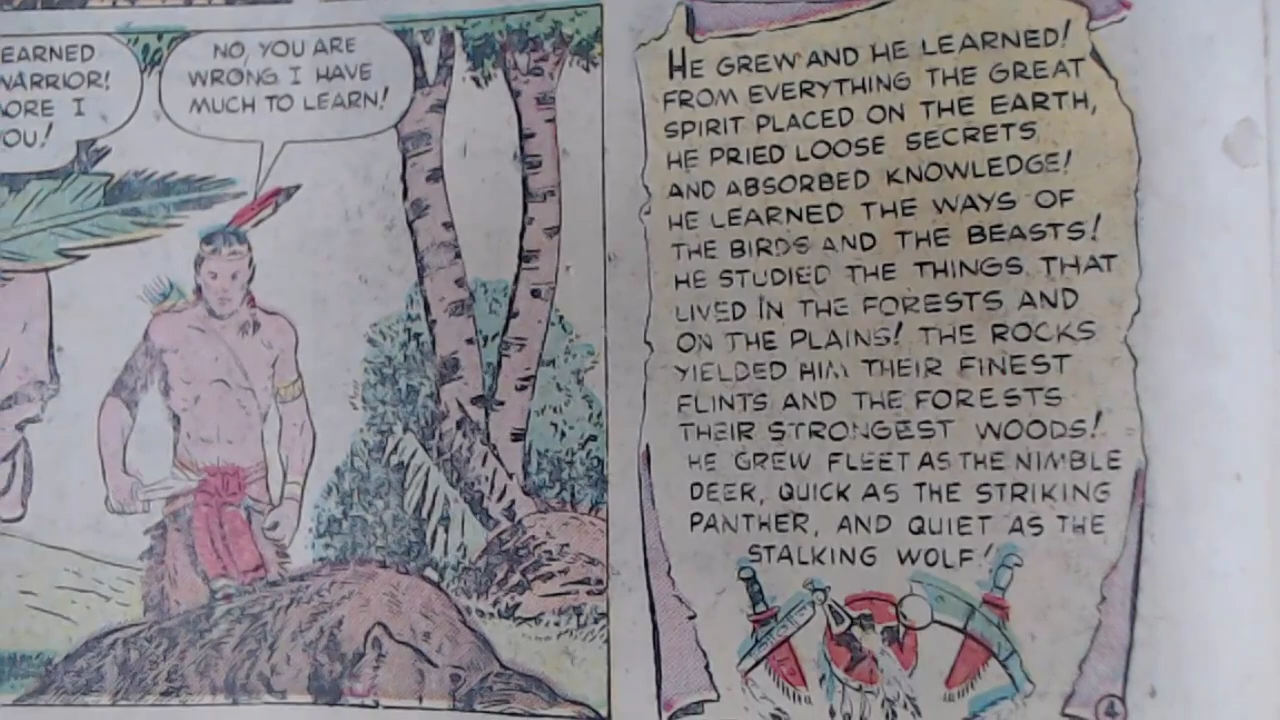 EARNED
WARRIOR!
ORE I
OU!
NO, YOU ARE
WRONG I HAVE
MUCH TO LEARN!
HE GREW AND HE LEARNED!
FROM EVERYTHING THE GREAT
SPIRIT PLACED ON THE EARTH,
HE PRIED LOOSE SECRETS
AND ABSORBED KNOWLEDGE!
HE LEARNED THE WAYS OF
THE BIRDS AND THE BEASTS!
HE STUDIED THE THINGS THAT
LIVED IN THE FORESTS AND
ON THE PLAINS! THE ROCKS
YIELDED HIM THEIR FINEST
FLINTS AND THE FORESTS
THEIR STRONGEST WOODS!
HE GREW FLEET AS THE NIMBLE
DEER, QUICK AS THE STRIKING
PANTHER, AND QUIET AS THE
STALKING WOLF!
4